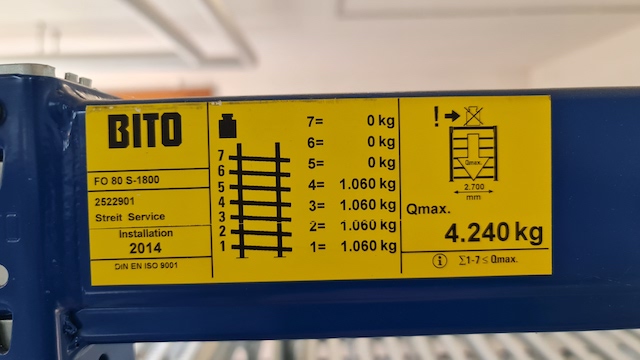 BITO
FO 80 S-1800
2522901
Streit Service
Installation
2014
DIN EN ISO 9001
7
6
5
4
3
2
1
7= 0 kg
6= 0 kg
5= 0 kg
4= 1.060 kg
3= 1.060 kg
2= 1.060 kg
1= 1.060 kg
!
Qmax.
2.700
mm
Qmax.
4.240 kg
i Σ1-7 ≤ Qmax.